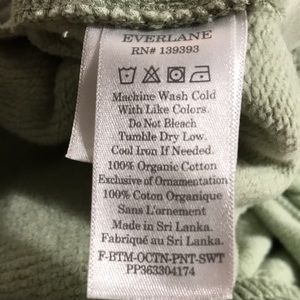 EVERLANE
RN# 139393
Machine Wash Cold
With Like Colors.
Do Not Bleach
Tumble Dry Low.
Cool Iron If Needed.
100% Organic Cotton
Exclusive of Ornamentation
100% Coton Organique
Sans L'ornement
Made in Sri Lanka.
Fabriqué au Sri Lanka.
F-BTM-OCTN-PNT-SWT
PP363304174